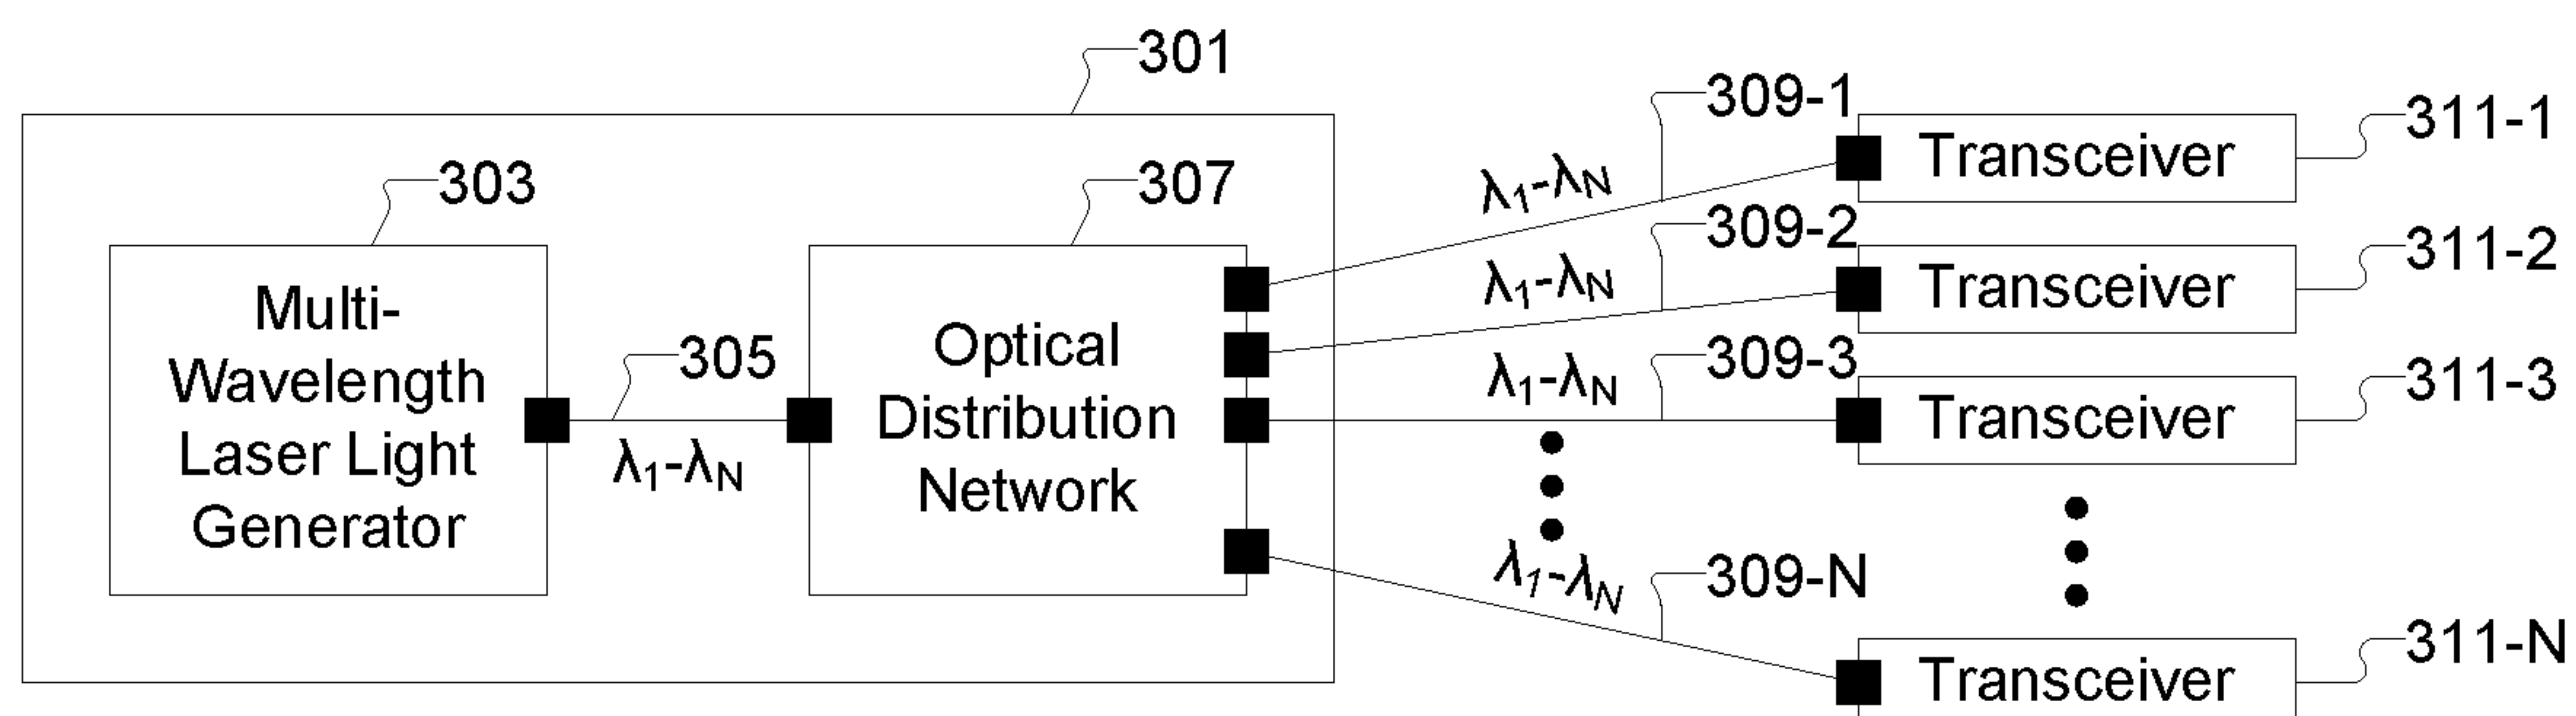 301
303
307
305
Multi-
Wavelength
Laser Light
Generator
λ1-λN
Optical
Distribution
Network
309-1
λ1-λN
Transceiver
311-1
309-2
λ1-λN
Transceiver
311-2
309-3
λ1-λN
Transceiver
311-3
309-N
λ1-λN
Transceiver
311-N